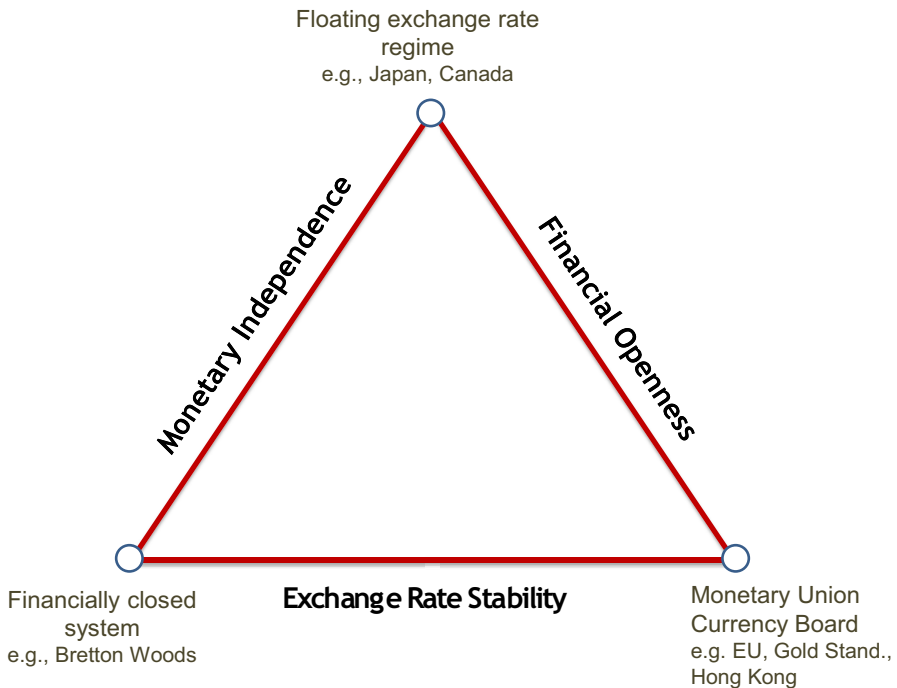 Floating exchange rate
regime
e.g., Japan, Canada
Monetary Independence
Financial Openness
Exchange Rate Stability
Financially closed
system
e.g., Bretton Woods
Monetary Union
Currency Board
e.g. EU, Gold Stand.,
Hong Kong